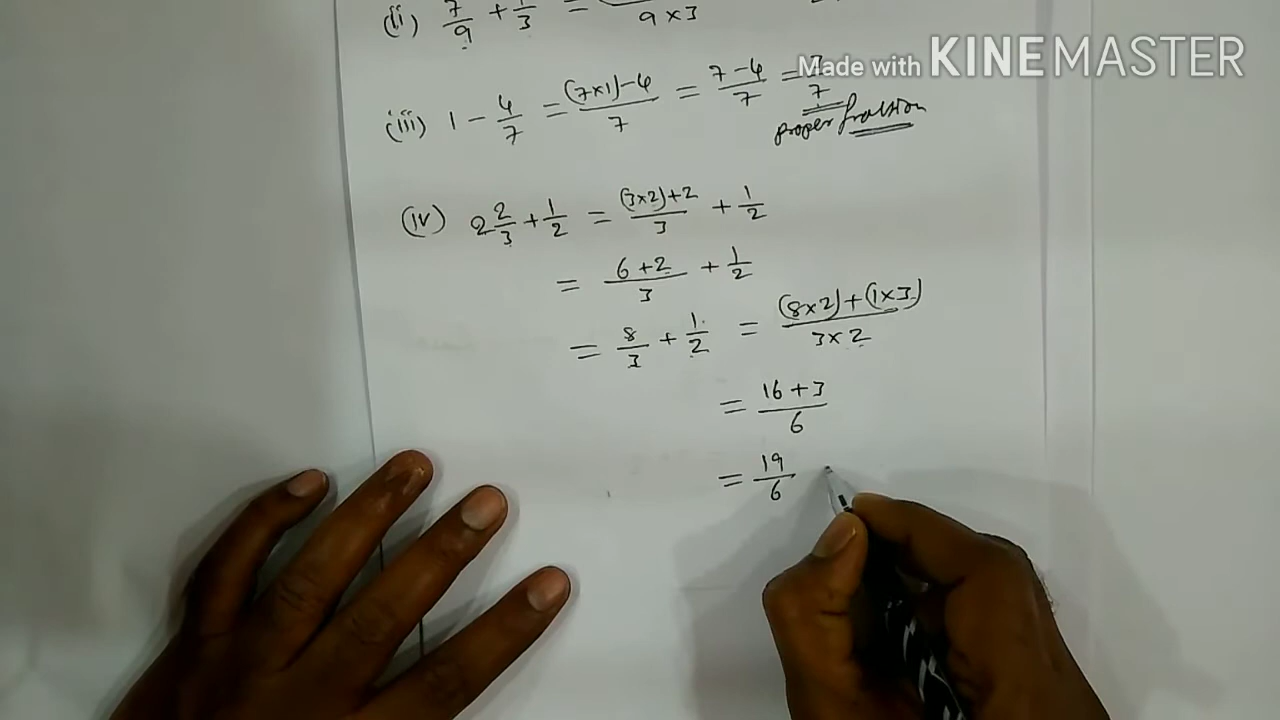 (ii) 7/9 + 1/3 = 9 × 3
Made with KINEMASTER
(iii) 1 - 4/7 = (7×1)-4/7 = 7-4/7 = 3/7
proper fraction
(iv) 2 2/3 + 1/2 = (3×2)+2/3 + 1/2
= 6+2/3 + 1/2
= 8/3 + 1/2 = (8×2)+(1×3)/3×2
= 16+3/6
= 19/6